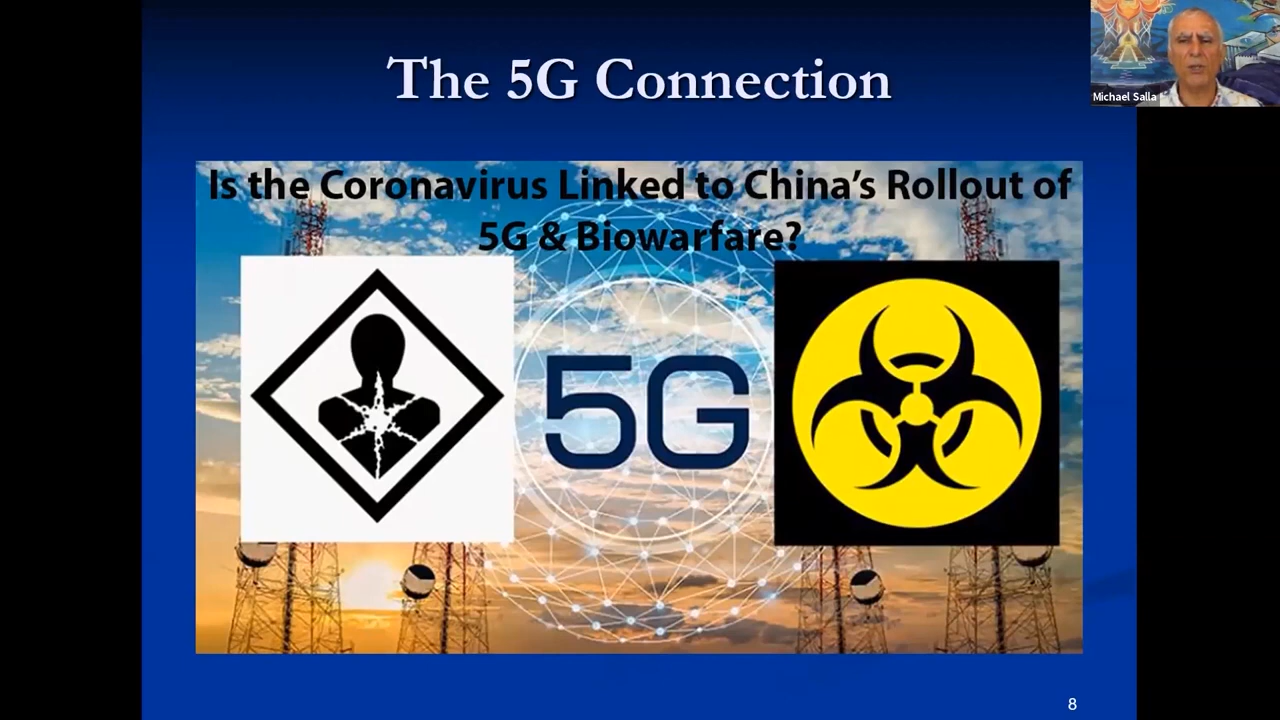 The 5G Connection
Michael Salla
Is the Coronavirus Linked to China's Rollout of
5G & Biowarfare?
5G
8